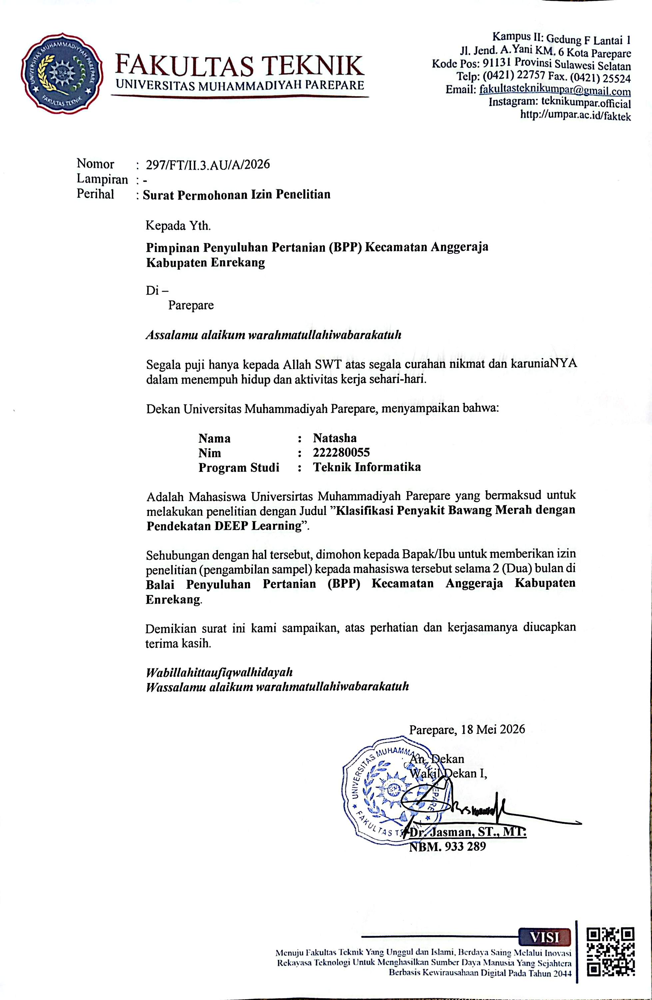 UNIVERSITAS MUHAMMADIYAH PAREPARE
FAKULTAS TEKNIK
FAKULTAS TEKNIK
UNIVERSITAS MUHAMMADIYAH PAREPARE
Kampus II: Gedung F Lantai 1
Jl. Jend. A.Yani KM. 6 Kota Parepare
Kode Pos: 91131 Provinsi Sulawesi Selatan
Telp: (0421) 22757 Fax. (0421) 25524
Email: fakultasteknikumpar@gmail.com
Instagram: teknikumpar.official
http://umpar.ac.id/faktek
Nomor : 297/FT/II.3.AU/A/2026
Lampiran : -
Perihal : Surat Permohonan Izin Penelitian
Kepada Yth.
Pimpinan Penyuluhan Pertanian (BPP) Kecamatan Anggeraja
Kabupaten Enrekang
Di –
Parepare
Assalamu alaikum warahmatullahiwabarakatuh
Segala puji hanya kepada Allah SWT atas segala curahan nikmat dan karuniaNYA
dalam menempuh hidup dan aktivitas kerja sehari-hari.
Dekan Universitas Muhammadiyah Parepare, menyampaikan bahwa:
Nama : Natasha
Nim : 222280055
Program Studi : Teknik Informatika
Adalah Mahasiswa Universirtas Muhammadiyah Parepare yang bermaksud untuk
melakukan penelitian dengan Judul ”Klasifikasi Penyakit Bawang Merah dengan
Pendekatan DEEP Learning”.
Sehubungan dengan hal tersebut, dimohon kepada Bapak/Ibu untuk memberikan izin
penelitian (pengambilan sampel) kepada mahasiswa tersebut selama 2 (Dua) bulan di
Balai Penyuluhan Pertanian (BPP) Kecamatan Anggeraja Kabupaten
Enrekang.
Demikian surat ini kami sampaikan, atas perhatian dan kerjasamanya diucapkan
terima kasih.
Wabillahittaufiqwalhidayah
Wassalamu alaikum warahmatullahiwabarakatuh
Parepare, 18 Mei 2026
An. Dekan
Wakil Dekan I,
UNIVERSITAS MUHAMMADIYAH PAREPARE
FAKULTAS TEKNIK
Dr. Jasman, ST., MT.
NBM. 933 289
VISI
Menuju Fakultas Teknik Yang Unggul dan Islami, Berdaya Saing Melalui Inovasi
Rekayasa Teknologi Untuk Menghasilkan Sumber Daya Manusia Yang Sejahtera
Berbasis Kewirausahaan Digital Pada Tahun 2044